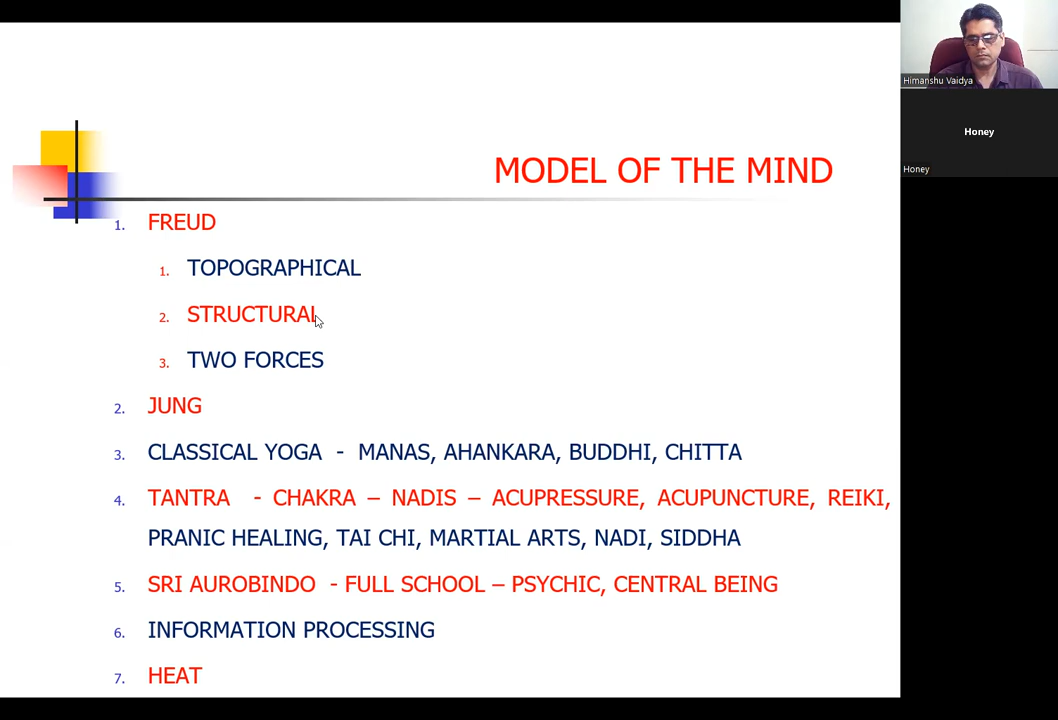 Himanshu Vaidya
Honey
Honey
MODEL OF THE MIND
1. FREUD
1. TOPOGRAPHICAL
2. STRUCTURAL
3. TWO FORCES
2. JUNG
3. CLASSICAL YOGA - MANAS, AHANKARA, BUDDHI, CHITTA
4. TANTRA - CHAKRA – NADIS – ACUPRESSURE, ACUPUNCTURE, REIKI,
PRANIC HEALING, TAI CHI, MARTIAL ARTS, NADI, SIDDHA
5. SRI AUROBINDO - FULL SCHOOL – PSYCHIC, CENTRAL BEING
6. INFORMATION PROCESSING
7. HEAT